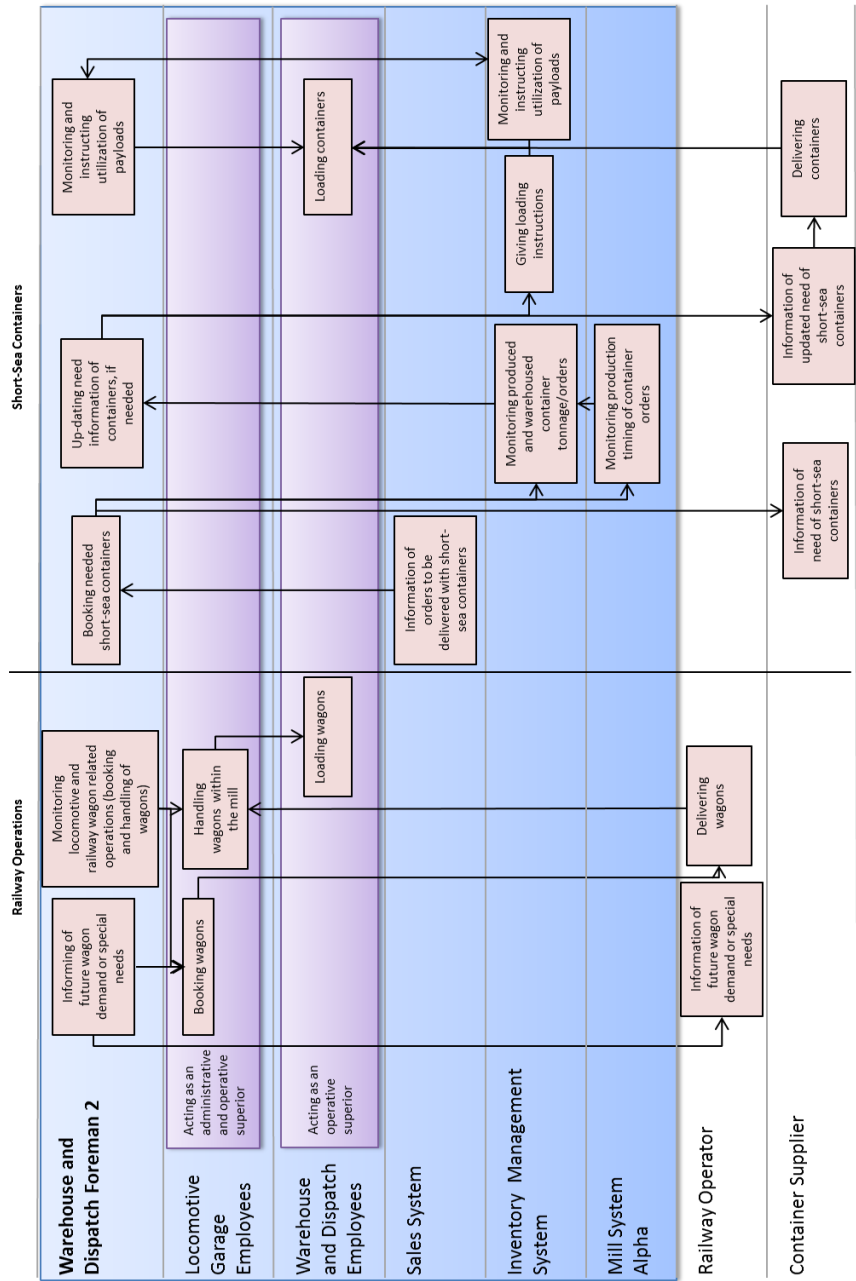 Railway Operations
Short-Sea Containers
Warehouse and
Dispatch Foreman 2
Informing of
future wagon
demand or special
needs
Monitoring
locomotive and
railway wagon related
operations (booking
and handling of
wagons)
Booking needed
short-sea containers
Up-dating need
information of
containers, if
needed
Monitoring and
instructing
utilization of
payloads
Locomotive
Garage
Employees
Acting as an
administrative
and operative
superior
Booking wagons
Handling
wagons within
the mill
Warehouse
and Dispatch
Employees
Acting as an
operative
superior
Loading wagons
Loading containers
Sales System
Information of
orders to be
delivered with short-
sea containers
Inventory Management
System
Monitoring produced
and warehoused
container
tonnage/orders
Giving loading
instructions
Monitoring and
instructing
utilization of
payloads
Mill System
Alpha
Monitoring production
timing of container
orders
Railway Operator
Information of
future wagon
demand or special
needs
Delivering
wagons
Container Supplier
Information of
need of short-sea
containers
Information of
updated need of
short-sea
containers
Delivering
containers